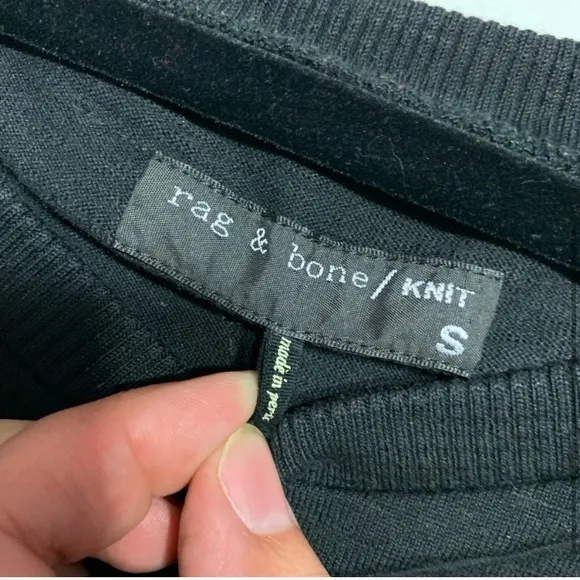 rag & bone/KNIT
S
made in peru